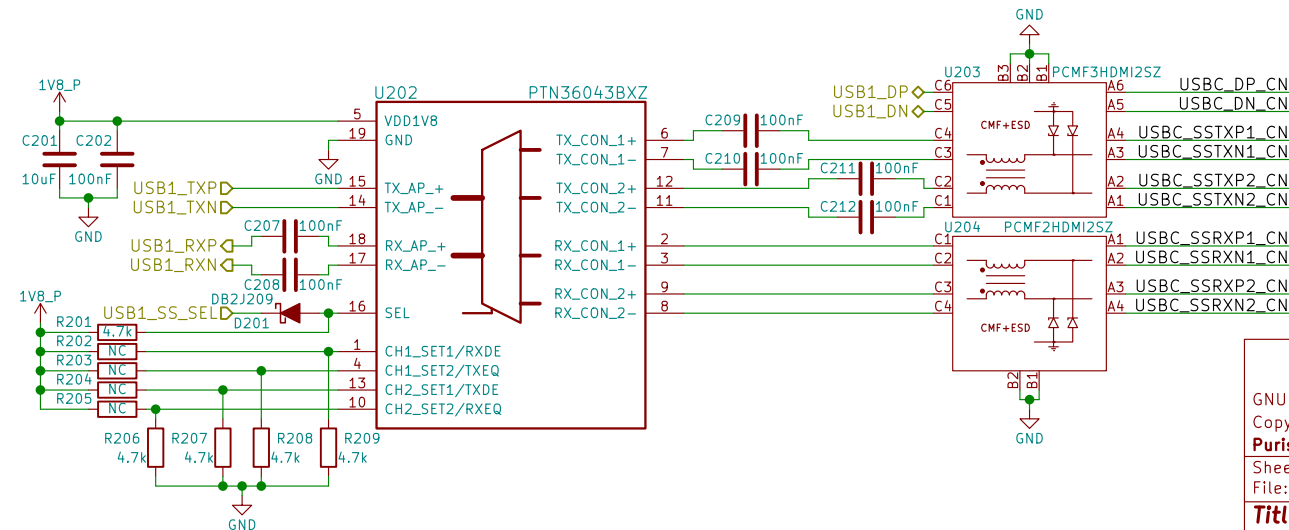 GND
1V8_P
C201
C202
10uF
100nF
GND
U202
PTN36043BXZ
5
VDD1V8
19
GND
GND
USB1_TXP
15
TX_AP_+
USB1_TXN
14
TX_AP_-
USB1_RXP
C207
100nF
18
RX_AP_+
USB1_RXN
C208
100nF
17
RX_AP_-
DB2J209
USB1_SS_SEL
D201
16
SEL
1V8_P
R201
4.7k
R202
NC
1
CH1_SET1/RXDE
R203
NC
4
CH1_SET2/TXEQ
R204
NC
13
CH2_SET1/TXDE
R205
NC
10
CH2_SET2/RXEQ
R206
4.7k
R207
4.7k
R208
4.7k
R209
4.7k
GND
TX_CON_1+
6
C209
100nF
TX_CON_1-
7
C210
100nF
TX_CON_2+
12
C211
100nF
TX_CON_2-
11
C212
100nF
RX_CON_1+
2
RX_CON_1-
3
RX_CON_2+
9
RX_CON_2-
8
USB1_DP
USB1_DN
U203
B3
B2
B1
PCMF3HDMI2SZ
C6
C5
C4
C3
C2
C1
CMF+ESD
A6
USBC_DP_CN
A5
USBC_DN_CN
A4
USBC_SSTXP1_CN
A3
USBC_SSTXN1_CN
A2
USBC_SSTXP2_CN
A1
USBC_SSTXN2_CN
U204
PCMF2HDMI2SZ
C1
C2
C3
C4
CMF+ESD
A1
USBC_SSRXP1_CN
A2
USBC_SSRXN1_CN
A3
USBC_SSRXP2_CN
A4
USBC_SSRXN2_CN
B2
B1
GND
GNU
Copy
Puris
Shee
File:
Titl